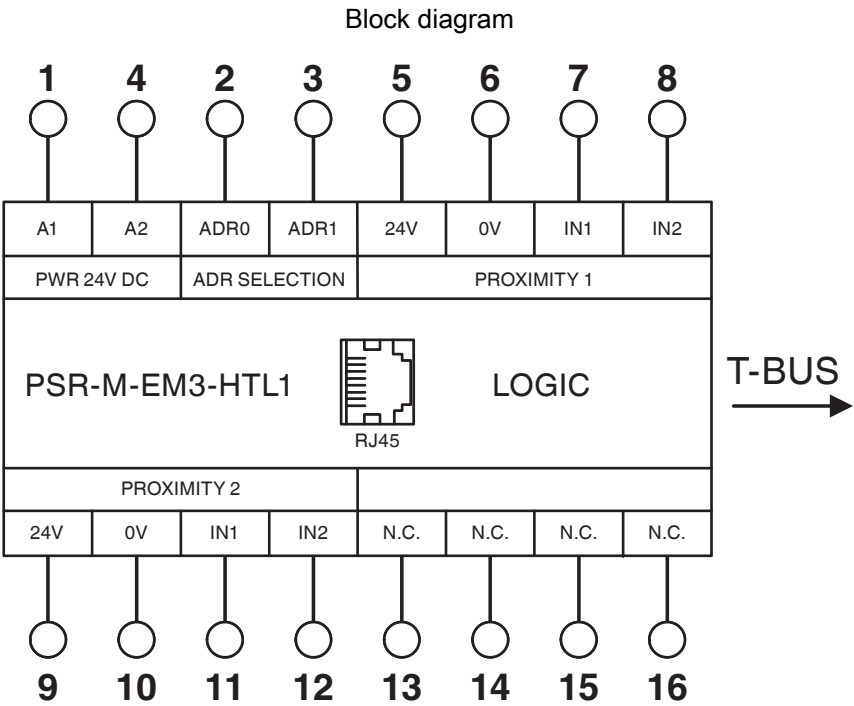 Block diagram
1 4 2 3 5 6 7 8
A1 A2 ADR0 ADR1 24V 0V IN1 IN2
PWR 24V DC ADR SELECTION PROXIMITY 1
PSR-M-EM3-HTL1 LOGIC T-BUS
RJ45
PROXIMITY 2
24V 0V IN1 IN2 N.C. N.C. N.C. N.C.
9 10 11 12 13 14 15 16